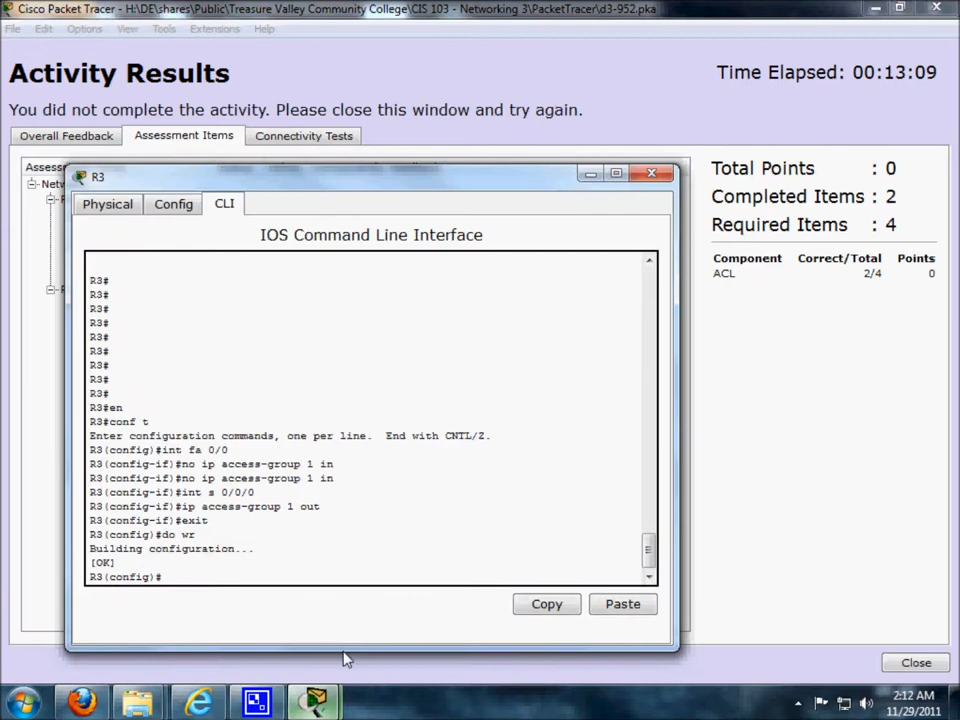 Cisco Packet Tracer - H:\DE\shares\Public\Treasure Valley Community College\CIS 103 - Networking 3\PacketTracer\d3-952.pka
File Edit Options View Tools Extensions Help
Activity Results
Time Elapsed: 00:13:09
You did not complete the activity. Please close this window and try again.
Overall Feedback Assessment Items Connectivity Tests
Assess
Netw
R3
Physical Config CLI
IOS Command Line Interface
R3#
R3#
R3#
R3#
R3#
R3#
R3#
R3#
R3#
R3#en
R3#conf t
Enter configuration commands, one per line.  End with CNTL/Z.
R3(config)#int fa 0/0
R3(config-if)#no ip access-group 1 in
R3(config-if)#no ip access-group 1 in
R3(config-if)#int s 0/0/0
R3(config-if)#ip access-group 1 out
R3(config-if)#exit
R3(config)#do wr
Building configuration...
[OK]
R3(config)#
Copy Paste
Total Points : 0
Completed Items : 2
Required Items : 4
Component Correct/Total Points
ACL 2/4 0
Close
2:12 AM
11/29/2011